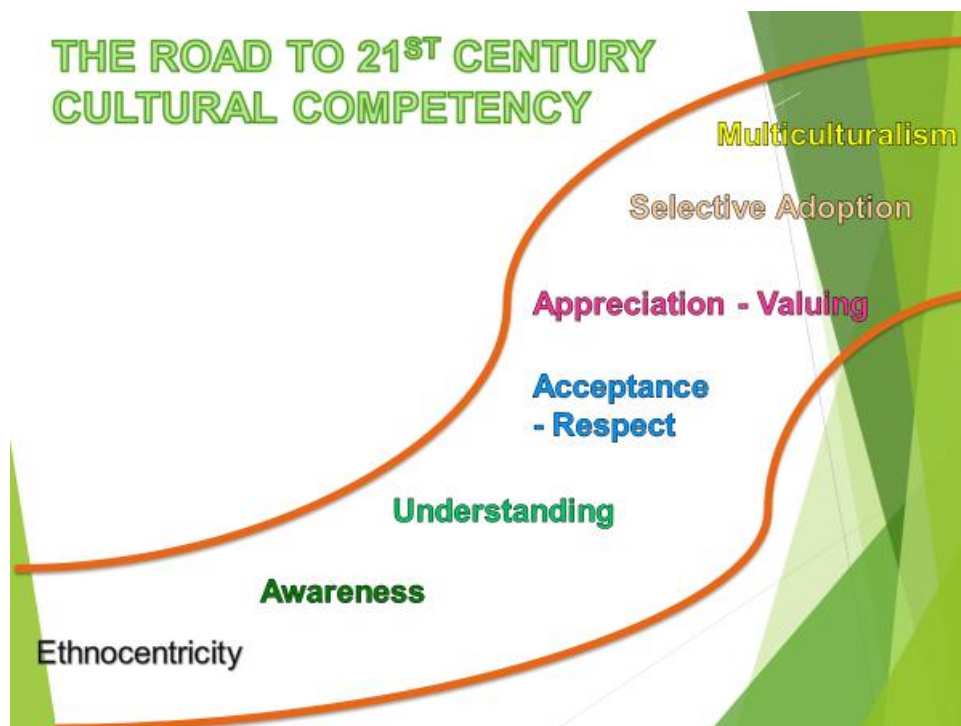 THE ROAD TO 21ST CENTURY
CULTURAL COMPETENCY
Multiculturalism
Selective Adoption
Appreciation - Valuing
Acceptance
- Respect
Understanding
Awareness
Ethnocentricity